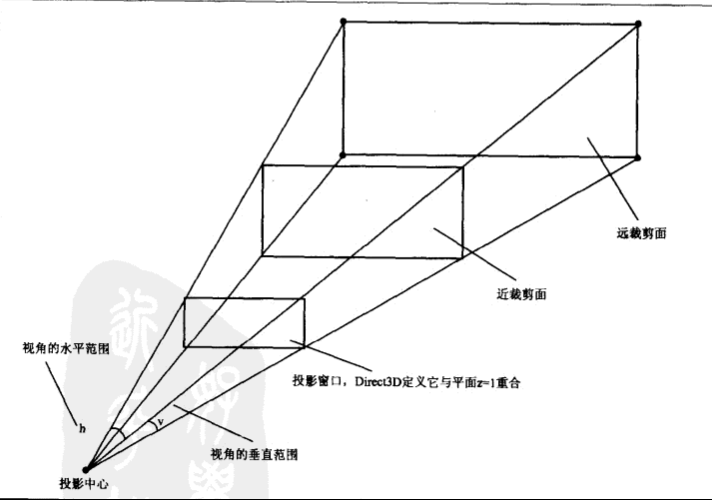 远裁剪面
近裁剪面
视角的水平范围
投影窗口，Direct3D定义它与平面z=1重合
h
v
视角的垂直范围
投影中心